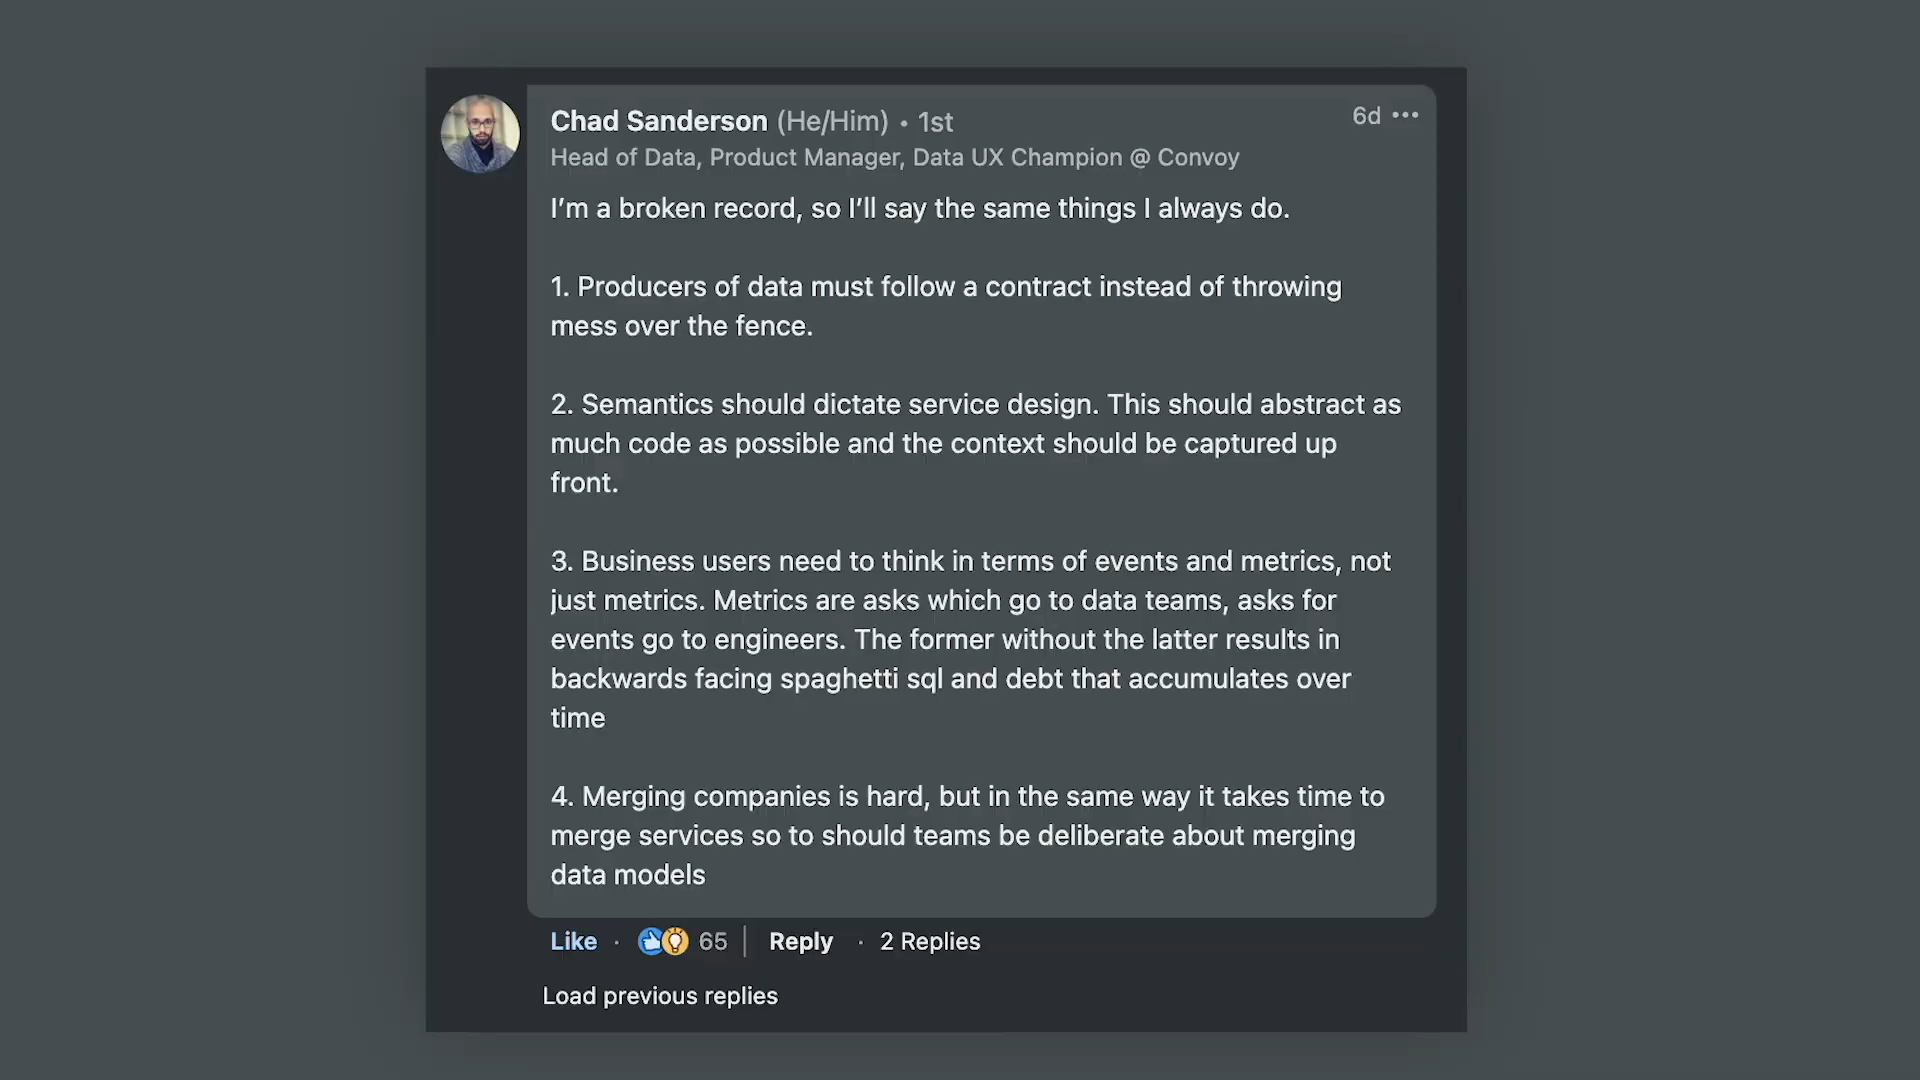 Chad Sanderson (He/Him) • 1st
6d •••
Head of Data, Product Manager, Data UX Champion @ Convoy
I’m a broken record, so I’ll say the same things I always do.
1. Producers of data must follow a contract instead of throwing
mess over the fence.
2. Semantics should dictate service design. This should abstract as
much code as possible and the context should be captured up
front.
3. Business users need to think in terms of events and metrics, not
just metrics. Metrics are asks which go to data teams, asks for
events go to engineers. The former without the latter results in
backwards facing spaghetti sql and debt that accumulates over
time
4. Merging companies is hard, but in the same way it takes time to
merge services so to should teams be deliberate about merging
data models
Like · 65 | Reply · 2 Replies
Load previous replies